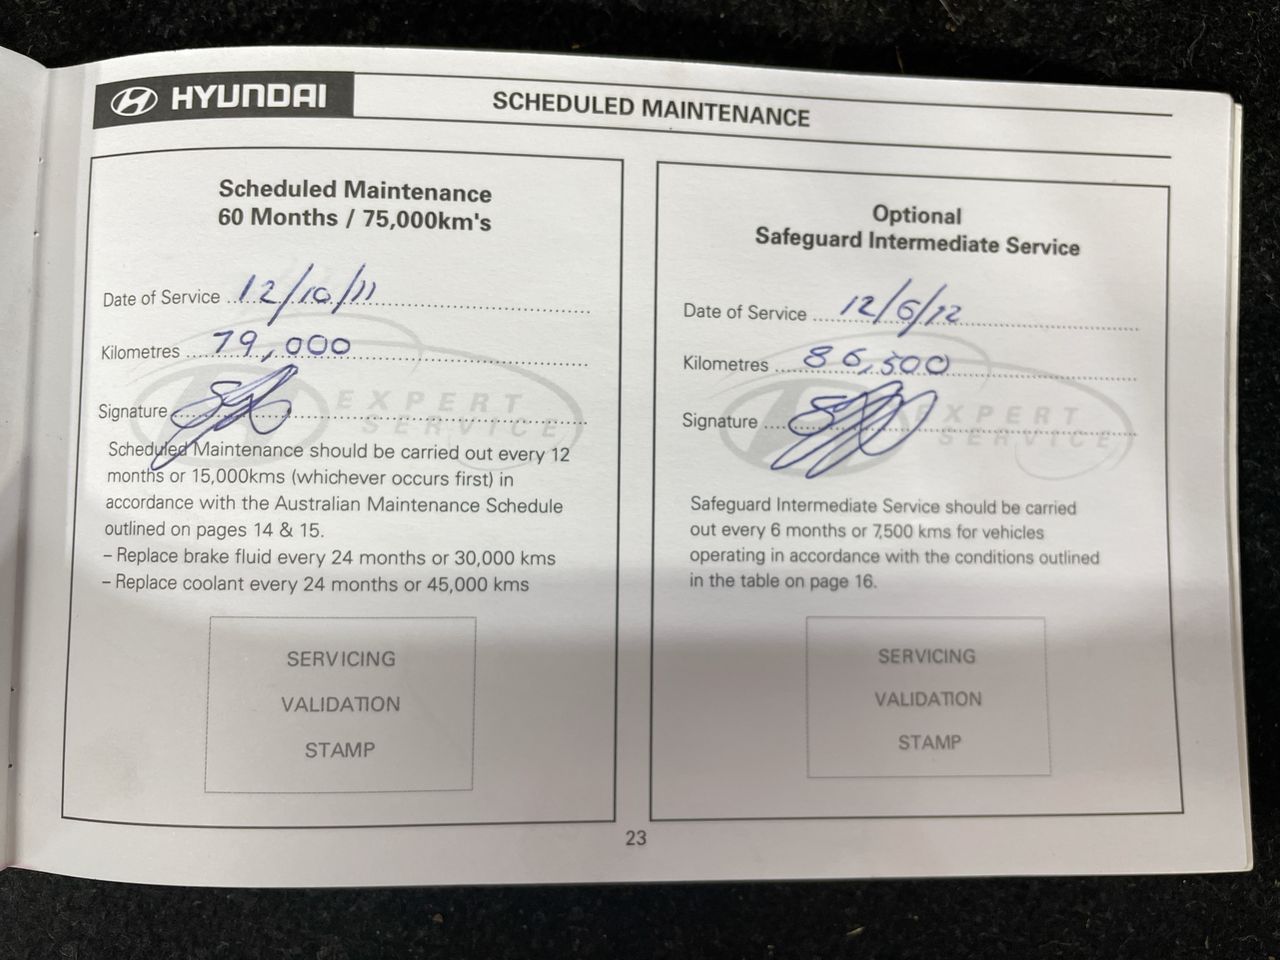 HYUNDAI
SCHEDULED MAINTENANCE
Scheduled Maintenance
60 Months / 75,000km's
Date of Service 12/10/11
Kilometres 79,000
Signature
EXPERT
SERVICE
Scheduled Maintenance should be carried out every 12
months or 15,000kms (whichever occurs first) in
accordance with the Australian Maintenance Schedule
outlined on pages 14 & 15.
– Replace brake fluid every 24 months or 30,000 kms
– Replace coolant every 24 months or 45,000 kms
SERVICING
VALIDATION
STAMP
Optional
Safeguard Intermediate Service
Date of Service 12/6/12
Kilometres 86,500
Signature
EXPERT
SERVICE
Safeguard Intermediate Service should be carried
out every 6 months or 7,500 kms for vehicles
operating in accordance with the conditions outlined
in the table on page 16.
SERVICING
VALIDATION
STAMP
23